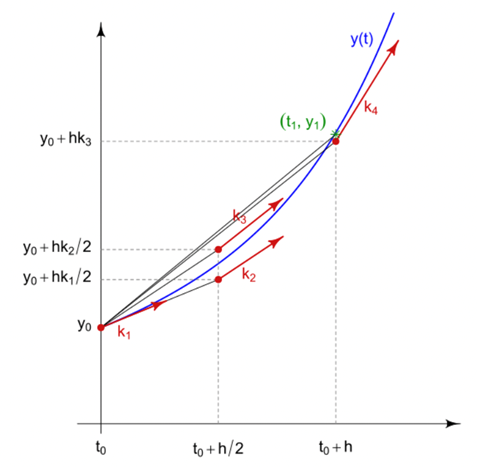 y(t)
k₄
(t₁, y₁)
y₀+hk₃
k₃
y₀+hk₂/2
k₂
y₀+hk₁/2
y₀
k₁
t₀
t₀+h/2
t₀+h